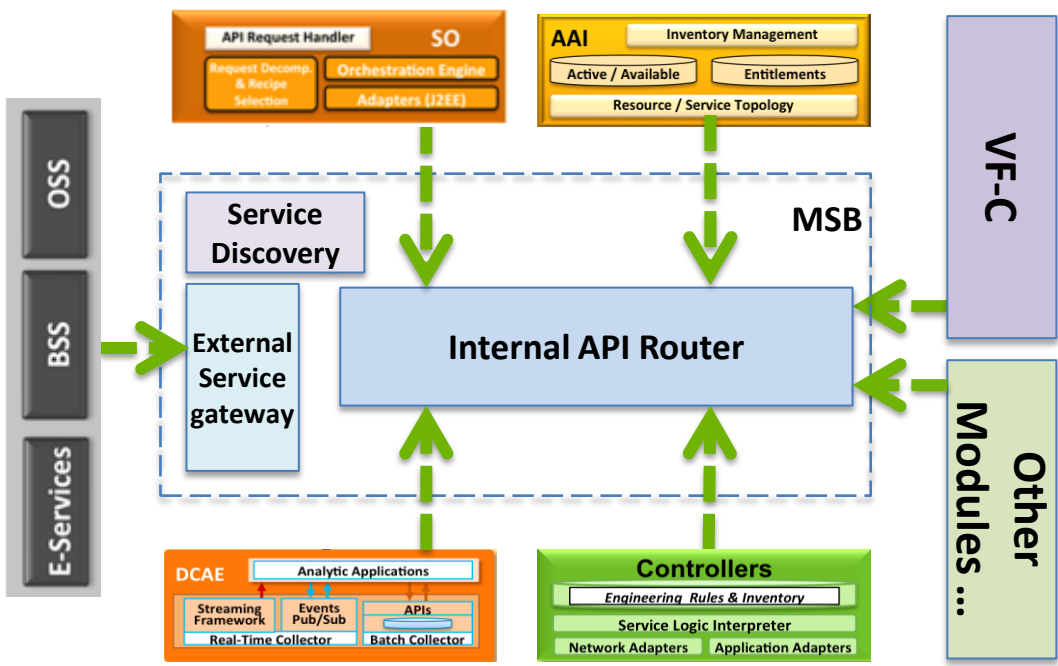 OSS
BSS
E-Services
API Request Handler
SO
Request Decomp.
& Recipe
Selection
Orchestration Engine
Adapters (J2EE)
AAI
Inventory Management
Active / Available
Entitlements
Resource / Service Topology
Service
Discovery
MSB
External
Service
gateway
Internal API Router
VF-C
Other
Modules ...
DCAE
Analytic Applications
Streaming
Framework
Events
Pub/Sub
APIs
Real-Time Collector
Batch Collector
Controllers
Engineering Rules & Inventory
Service Logic Interpreter
Network Adapters
Application Adapters